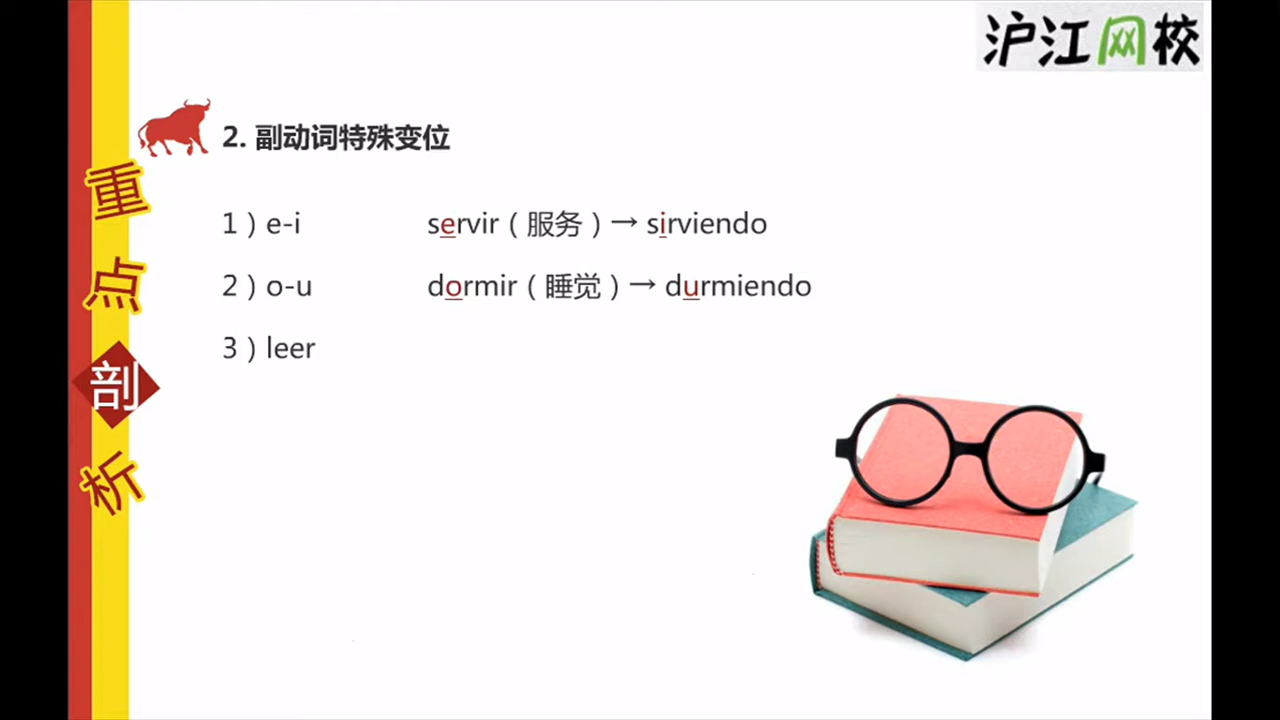 沪江网校
2. 副动词特殊变位
1）e-i servir（服务）→ sirviendo
2）o-u dormir（睡觉）→ durmiendo
3）leer
重点剖析